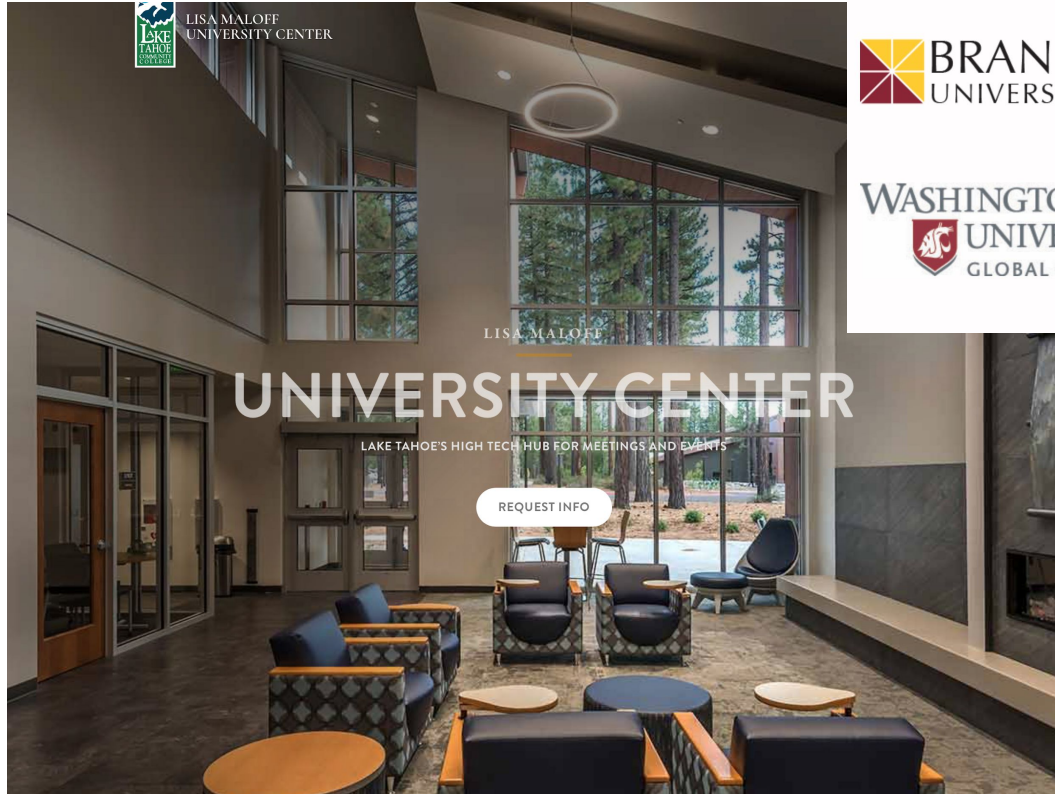 LISA MALOFF
UNIVERSITY CENTER
LAKE
TAHOE
COMMUNITY
COLLEGE
BRAN
UNIVERS
WASHINGTO
UNIVE
GLOBAL
LISA MALOFF
UNIVERSITY CENTER
LAKE TAHOE'S HIGH TECH HUB FOR MEETINGS AND EVENTS
REQUEST INFO